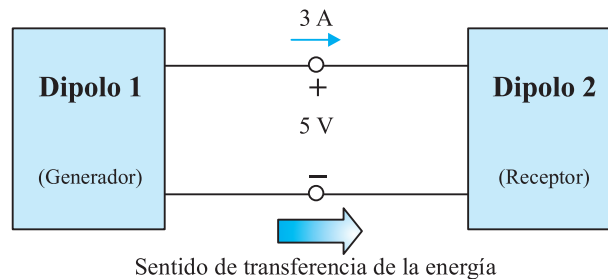 3 A
Dipolo 1
+
Dipolo 2
5 V
(Generador)
(Receptor)
–
Sentido de transferencia de la energía